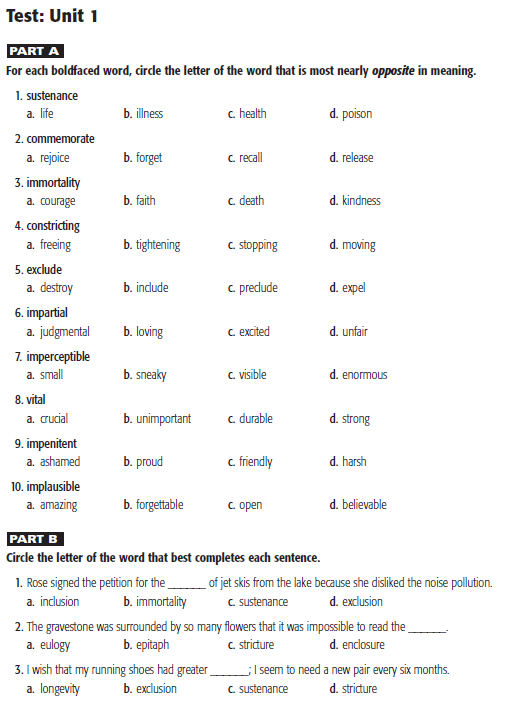 Test: Unit 1
PART A
For each boldfaced word, circle the letter of the word that is most nearly opposite in meaning.
1. sustenance
a. life b. illness c. health d. poison
2. commemorate
a. rejoice b. forget c. recall d. release
3. immortality
a. courage b. faith c. death d. kindness
4. constricting
a. freeing b. tightening c. stopping d. moving
5. exclude
a. destroy b. include c. preclude d. expel
6. impartial
a. judgmental b. loving c. excited d. unfair
7. imperceptible
a. small b. sneaky c. visible d. enormous
8. vital
a. crucial b. unimportant c. durable d. strong
9. impenitent
a. ashamed b. proud c. friendly d. harsh
10. implausible
a. amazing b. forgettable c. open d. believable
PART B
Circle the letter of the word that best completes each sentence.
1. Rose signed the petition for the ______ of jet skis from the lake because she disliked the noise pollution.
a. inclusion b. immortality c. sustenance d. exclusion
2. The gravestone was surrounded by so many flowers that it was impossible to read the ______.
a. eulogy b. epitaph c. stricture d. enclosure
3. I wish that my running shoes had greater ______; I seem to need a new pair every six months.
a. longevity b. exclusion c. sustenance d. stricture